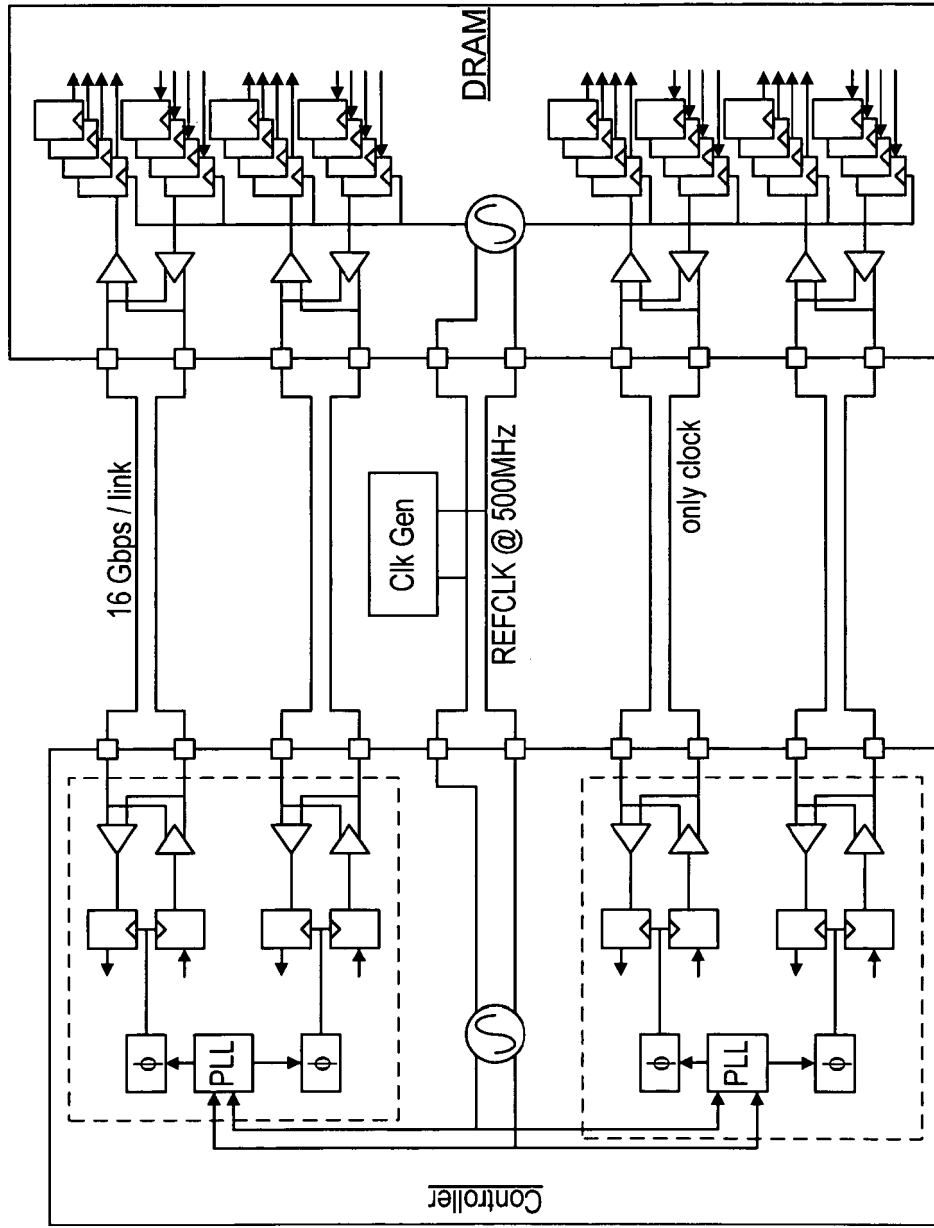 DRAM
16 Gbps / link
Clk Gen
REFCLK @ 500MHz
only clock
ϕ
PLL
ϕ
ϕ
PLL
ϕ
Controller